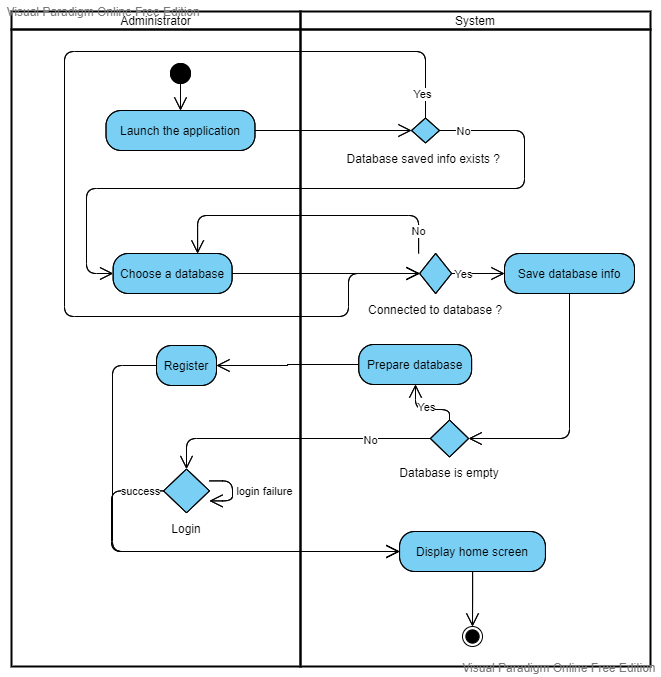 Visual Paradigm Online Free Edition
Administrator
System
Yes
Launch the application
No
Database saved info exists ?
No
Choose a database
Yes
Save database info
Connected to database ?
Register
Prepare database
Yes
No
Database is empty
success
login failure
Login
Display home screen
Visual Paradigm Online Free Edition